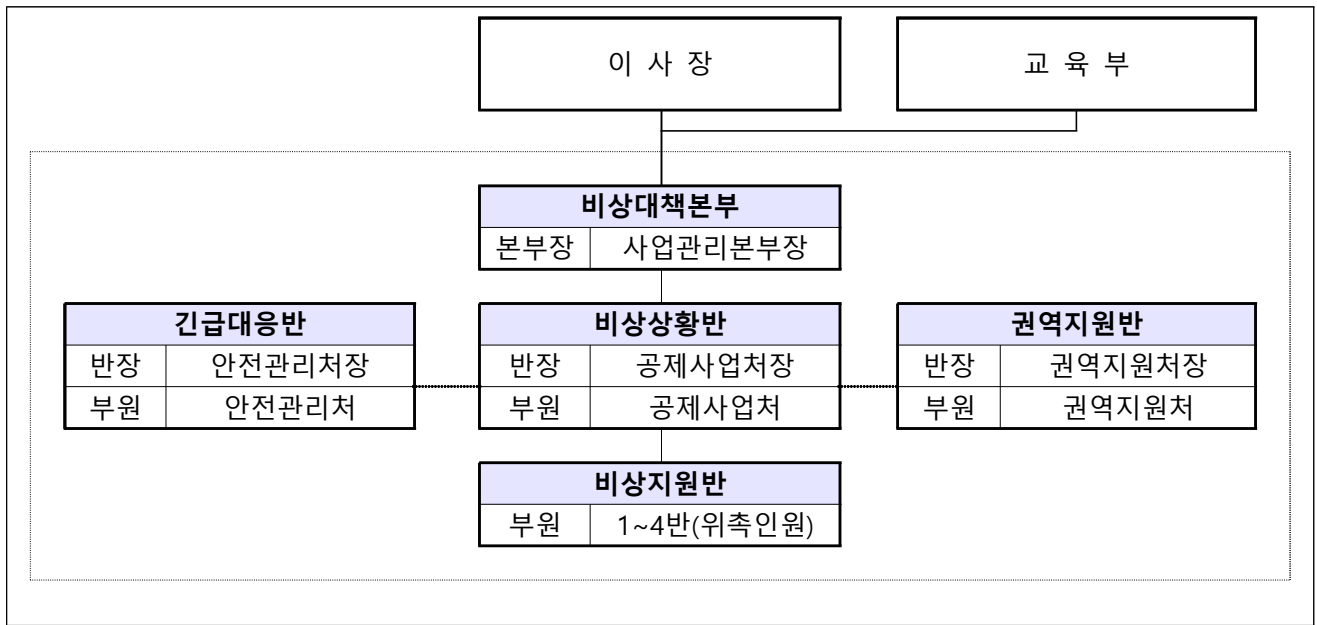 이 사 장
교 육 부
비상대책본부
본부장 사업관리본부장
긴급대응반
반장 안전관리처장
부원 안전관리처
비상상황반
반장 공제사업처장
부원 공제사업처
권역지원반
반장 권역지원처장
부원 권역지원처
비상지원반
부원 1~4반(위촉인원)